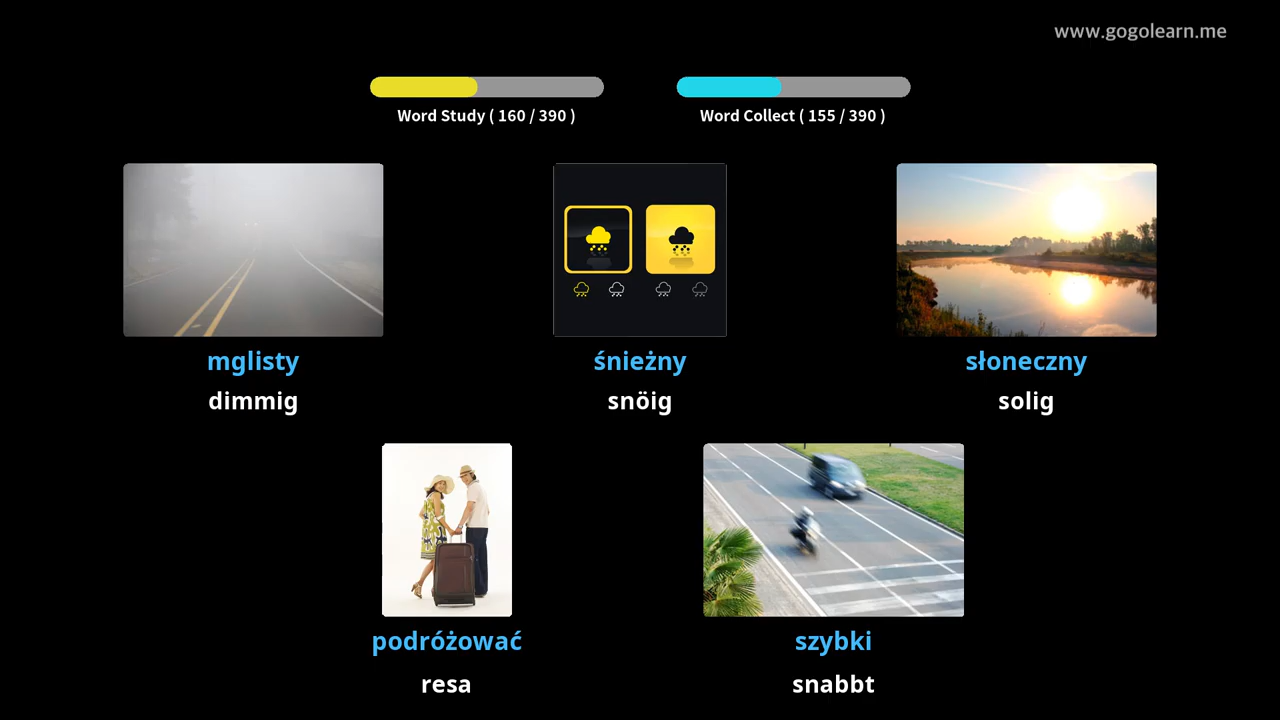 www.gogolearn.me
Word Study ( 160 / 390 )
Word Collect ( 155 / 390 )
mglisty
dimmig
śnieżny
snöig
słoneczny
solig
podróżować
resa
szybki
snabbt